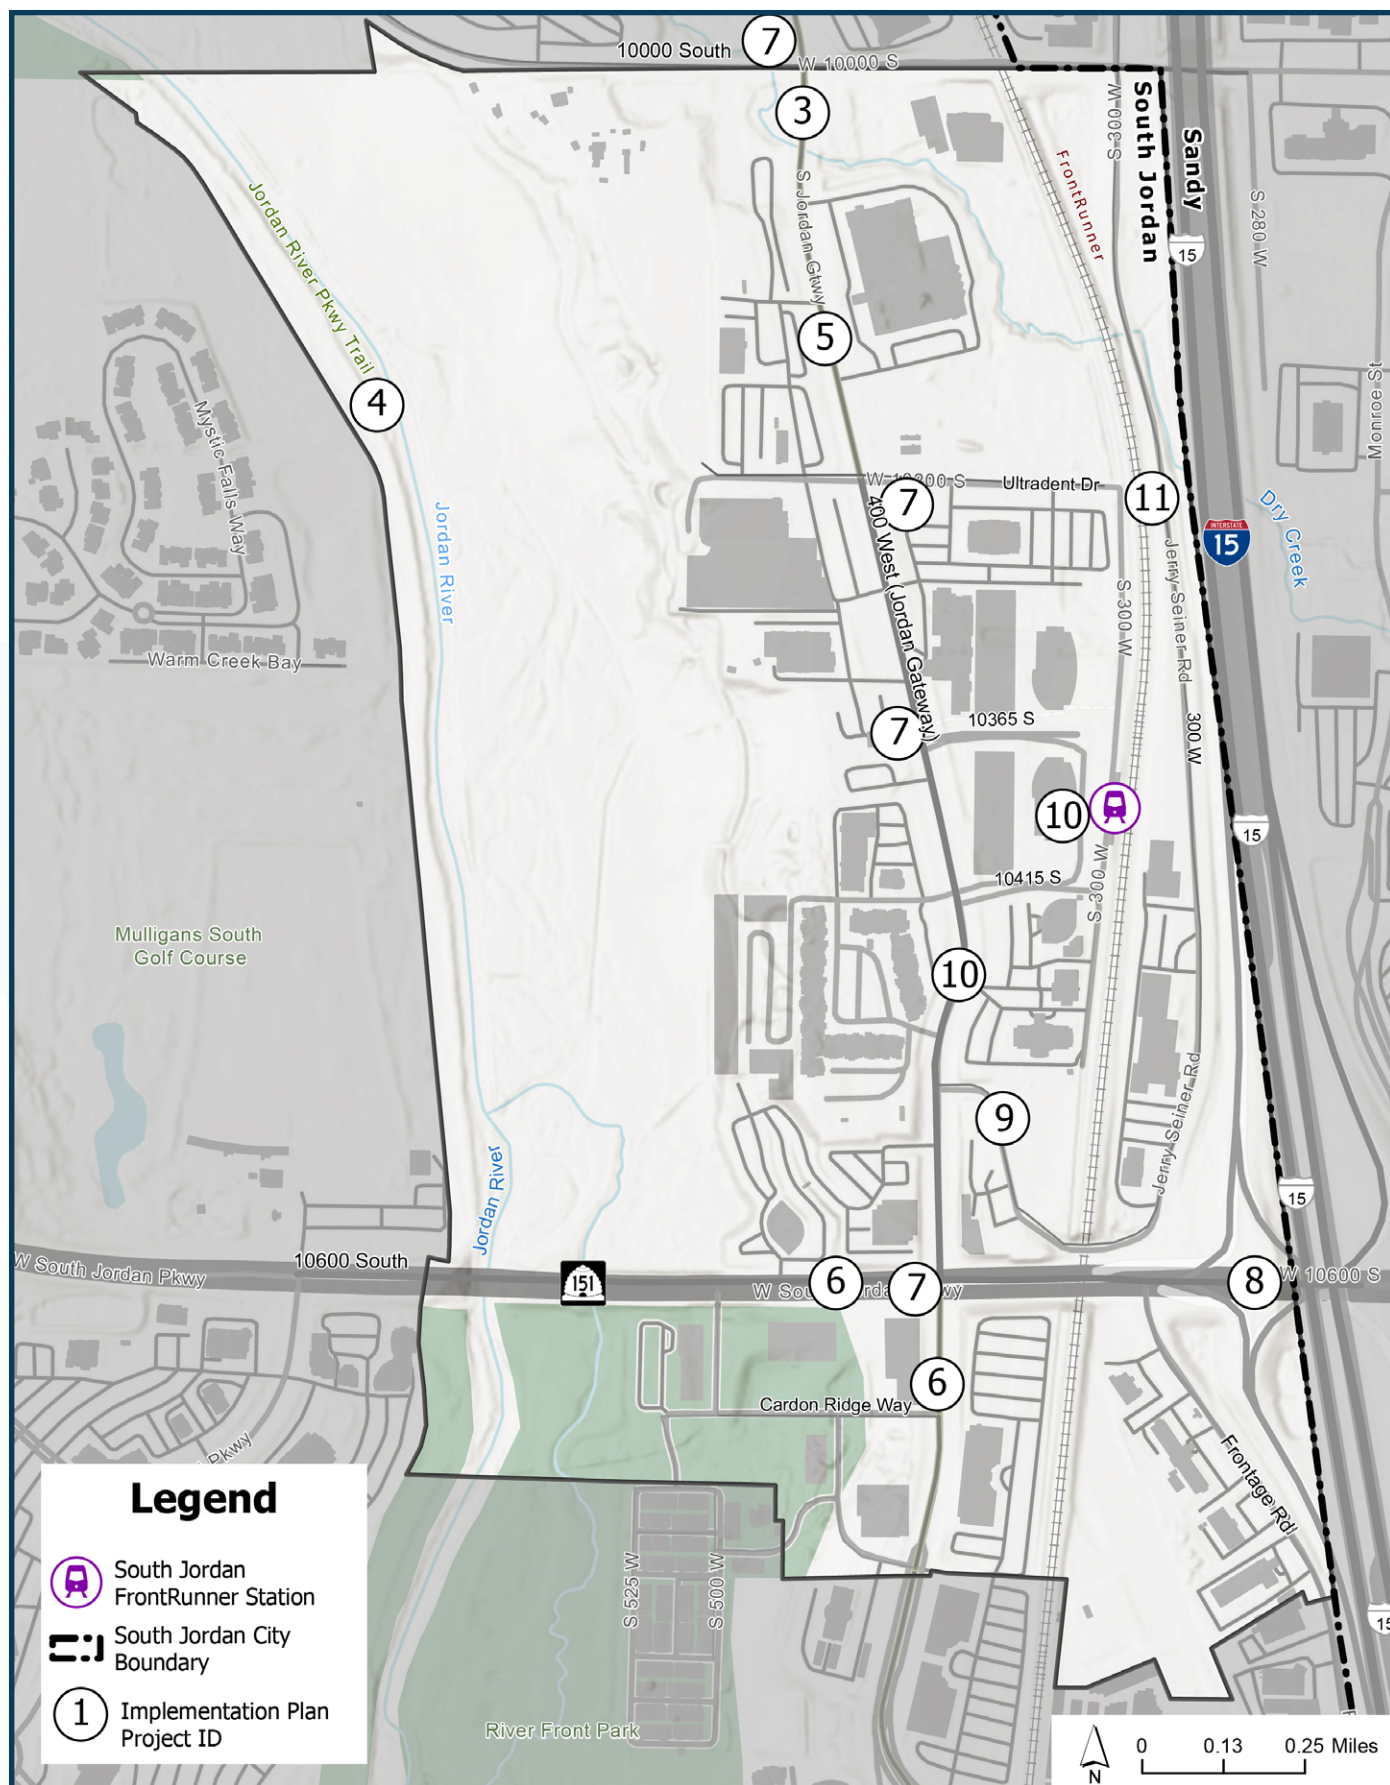 7
10000 South
W 10000 S
3
S 300 W
South Jordan
Sandy
15
S 280 W
FrontRunner
S Jordan Gtwy
Jordan River Pkwy Trail
5
4
Monroe St
Mystic Falls Way
W 10200 S
Ultradent Dr
7
11
Jordan River
400 West (Jordan Gateway)
INTERSTATE
15
Dry Creek
Jerry Seiner Rd
S 300 W
Warm Creek Bay
7
10365 S
300 W
10
15
10415 S
S 300 W
Mulligans South
Golf Course
10
9
Jerry Seiner Rd
Jordan River
15
10600 South
W South Jordan Pkwy
151
6
7
8
W 10600 S
6
Cardon Ridge Way
Pkwy
Frontage Rd
Legend
South Jordan
FrontRunner Station
South Jordan City
Boundary
1
Implementation Plan
Project ID
S 525 W
S 500 W
15
River Front Park
N
0 0.13 0.25 Miles